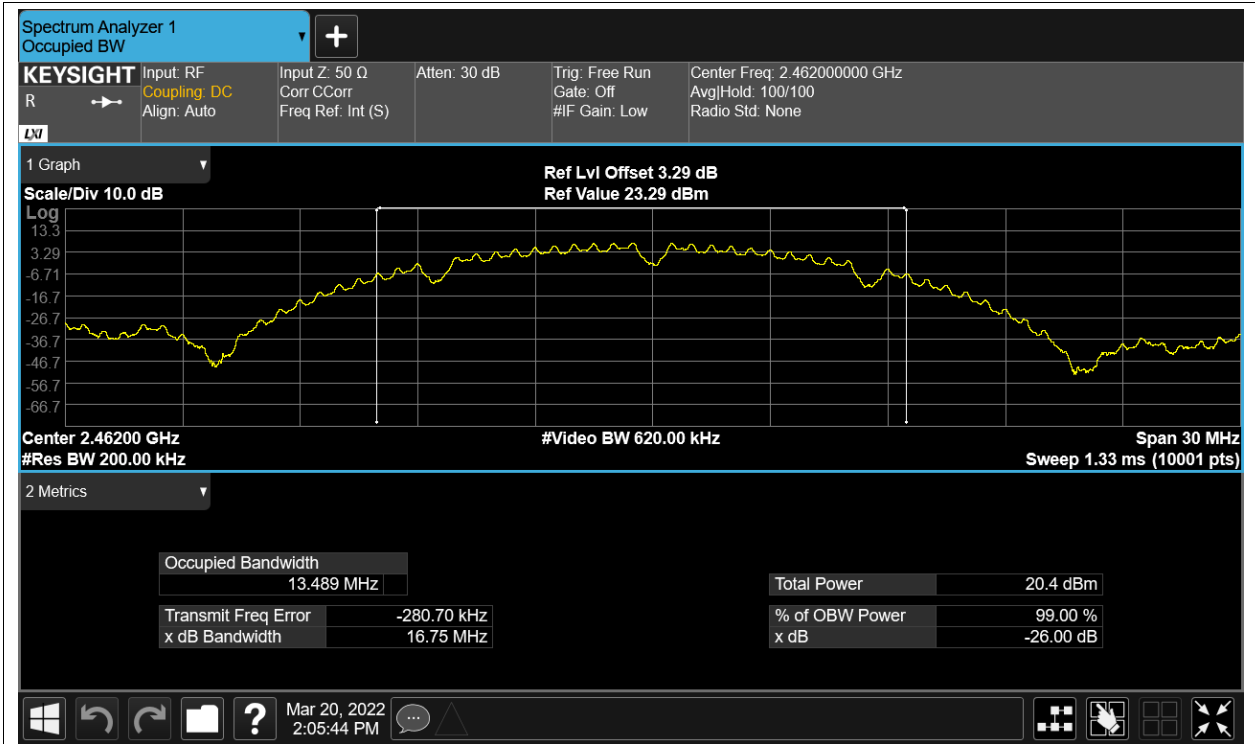 Spectrum Analyzer 1
Occupied BW
KEYSIGHT
R
LXI
Input: RF
Coupling: DC
Align: Auto
Input Z: 50 Ω
Corr CCorr
Freq Ref: Int (S)
Atten: 30 dB
Trig: Free Run
Gate: Off
#IF Gain: Low
Center Freq: 2.462000000 GHz
Avg|Hold: 100/100
Radio Std: None
1 Graph
Scale/Div 10.0 dB
Ref Lvl Offset 3.29 dB
Ref Value 23.29 dBm
Log
13.3
3.29
-6.71
-16.7
-26.7
-36.7
-46.7
-56.7
-66.7
Center 2.46200 GHz
#Res BW 200.00 kHz
#Video BW 620.00 kHz
Span 30 MHz
Sweep 1.33 ms (10001 pts)
2 Metrics
Occupied Bandwidth
13.489 MHz
Transmit Freq Error -280.70 kHz
x dB Bandwidth 16.75 MHz
Total Power 20.4 dBm
% of OBW Power 99.00 %
x dB -26.00 dB
?
Mar 20, 2022
2:05:44 PM